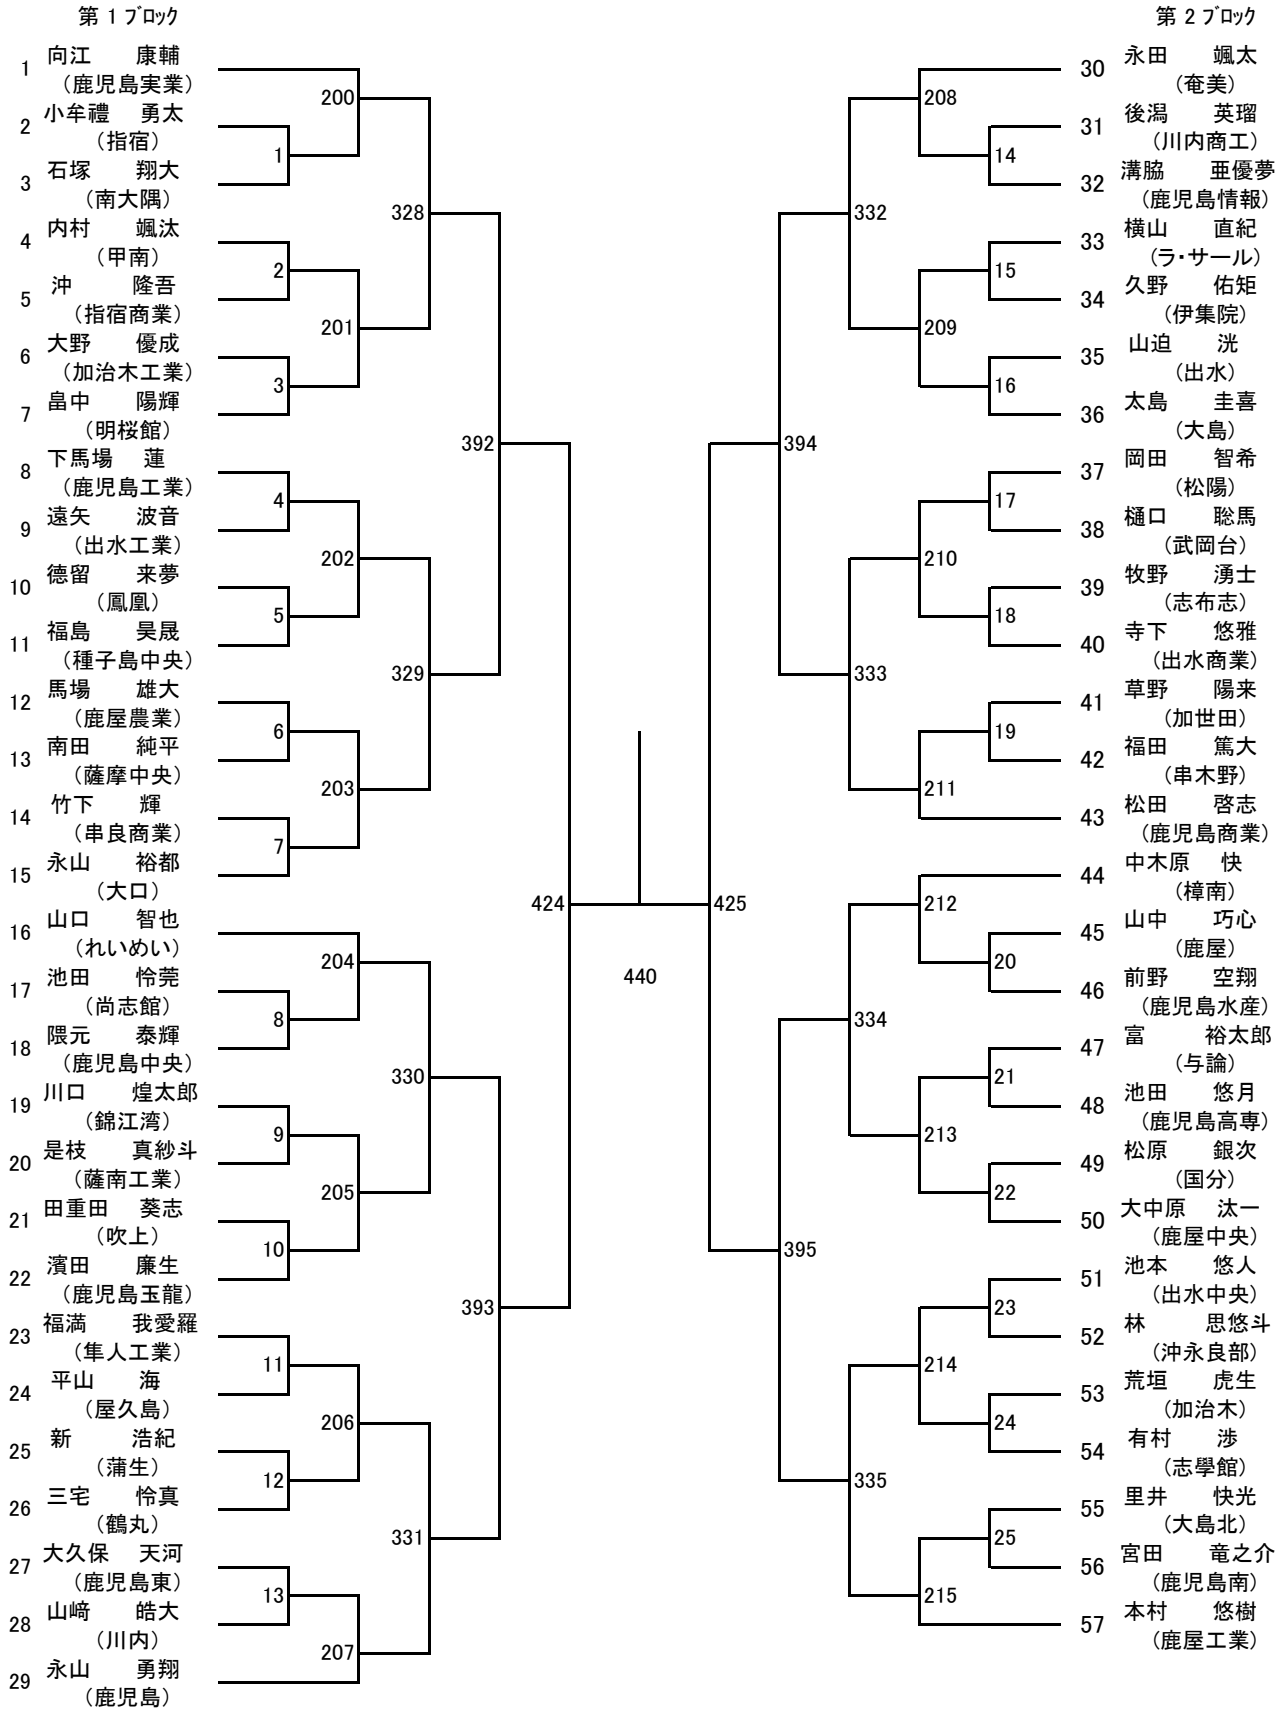 第１ブロック
1 向江 康輔
（鹿児島実業）
2 小牟禮 勇太
（指宿）
3 石塚 翔大
（南大隅）
4 内村 颯汰
（甲南）
5 沖 隆吾
（指宿商業）
6 大野 優成
（加治木工業）
7 畠中 陽輝
（明桜館）
8 下馬場 蓮
（鹿児島工業）
9 遠矢 波音
（出水工業）
10 德留 来夢
（鳳凰）
11 福島 昊晟
（種子島中央）
12 馬場 雄大
（鹿屋農業）
13 南田 純平
（薩摩中央）
14 竹下 輝
（串良商業）
15 永山 裕都
（大口）
16 山口 智也
（れいめい）
17 池田 怜莞
（尚志館）
18 隈元 泰輝
（鹿児島中央）
19 川口 煌太郎
（錦江湾）
20 是枝 真紗斗
（薩南工業）
21 田重田 葵志
（吹上）
22 濱田 廉生
（鹿児島玉龍）
23 福満 我愛羅
（隼人工業）
24 平山 海
（屋久島）
25 新 浩紀
（蒲生）
26 三宅 怜真
（鶴丸）
27 大久保 天河
（鹿児島東）
28 山﨑 皓大
（川内）
29 永山 勇翔
（鹿児島）
1
2
3
4
5
6
7
8
9
10
11
12
13
200
201
202
203
204
205
206
207
328
329
330
331
392
393
424
440
425
394
395
332
333
334
335
208
209
210
211
212
213
214
215
14
15
16
17
18
19
20
21
22
23
24
25
第２ブロック
30 永田 颯太
（奄美）
31 後潟 英瑠
（川内商工）
32 溝脇 亜優夢
（鹿児島情報）
33 横山 直紀
（ラ・サール）
34 久野 佑矩
（伊集院）
35 山迫 洸
（出水）
36 太島 圭喜
（大島）
37 岡田 智希
（松陽）
38 樋口 聡馬
（武岡台）
39 牧野 湧士
（志布志）
40 寺下 悠雅
（出水商業）
41 草野 陽来
（加世田）
42 福田 篤大
（串木野）
43 松田 啓志
（鹿児島商業）
44 中木原 快
（樟南）
45 山中 巧心
（鹿屋）
46 前野 空翔
（鹿児島水産）
47 富 裕太郎
（与論）
48 池田 悠月
（鹿児島高専）
49 松原 銀次
（国分）
50 大中原 汰一
（鹿屋中央）
51 池本 悠人
（出水中央）
52 林 思悠斗
（沖永良部）
53 荒垣 虎生
（加治木）
54 有村 渉
（志學館）
55 里井 快光
（大島北）
56 宮田 竜之介
（鹿児島南）
57 本村 悠樹
（鹿屋工業）